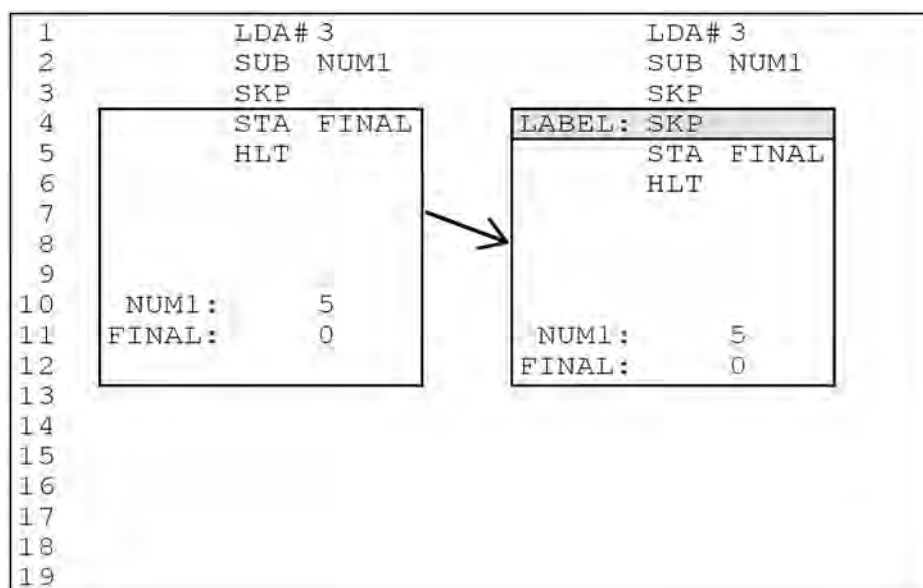 1 LDA# 3 LDA# 3
2 SUB NUM1 SUB NUM1
3 SKP SKP
4 STA FINAL LABEL: SKP
5 HLT STA FINAL
6 HLT
7
8
9
10 NUM1: 5
11 FINAL: 0 NUM1: 5
12 FINAL: 0
13
14
15
16
17
18
19